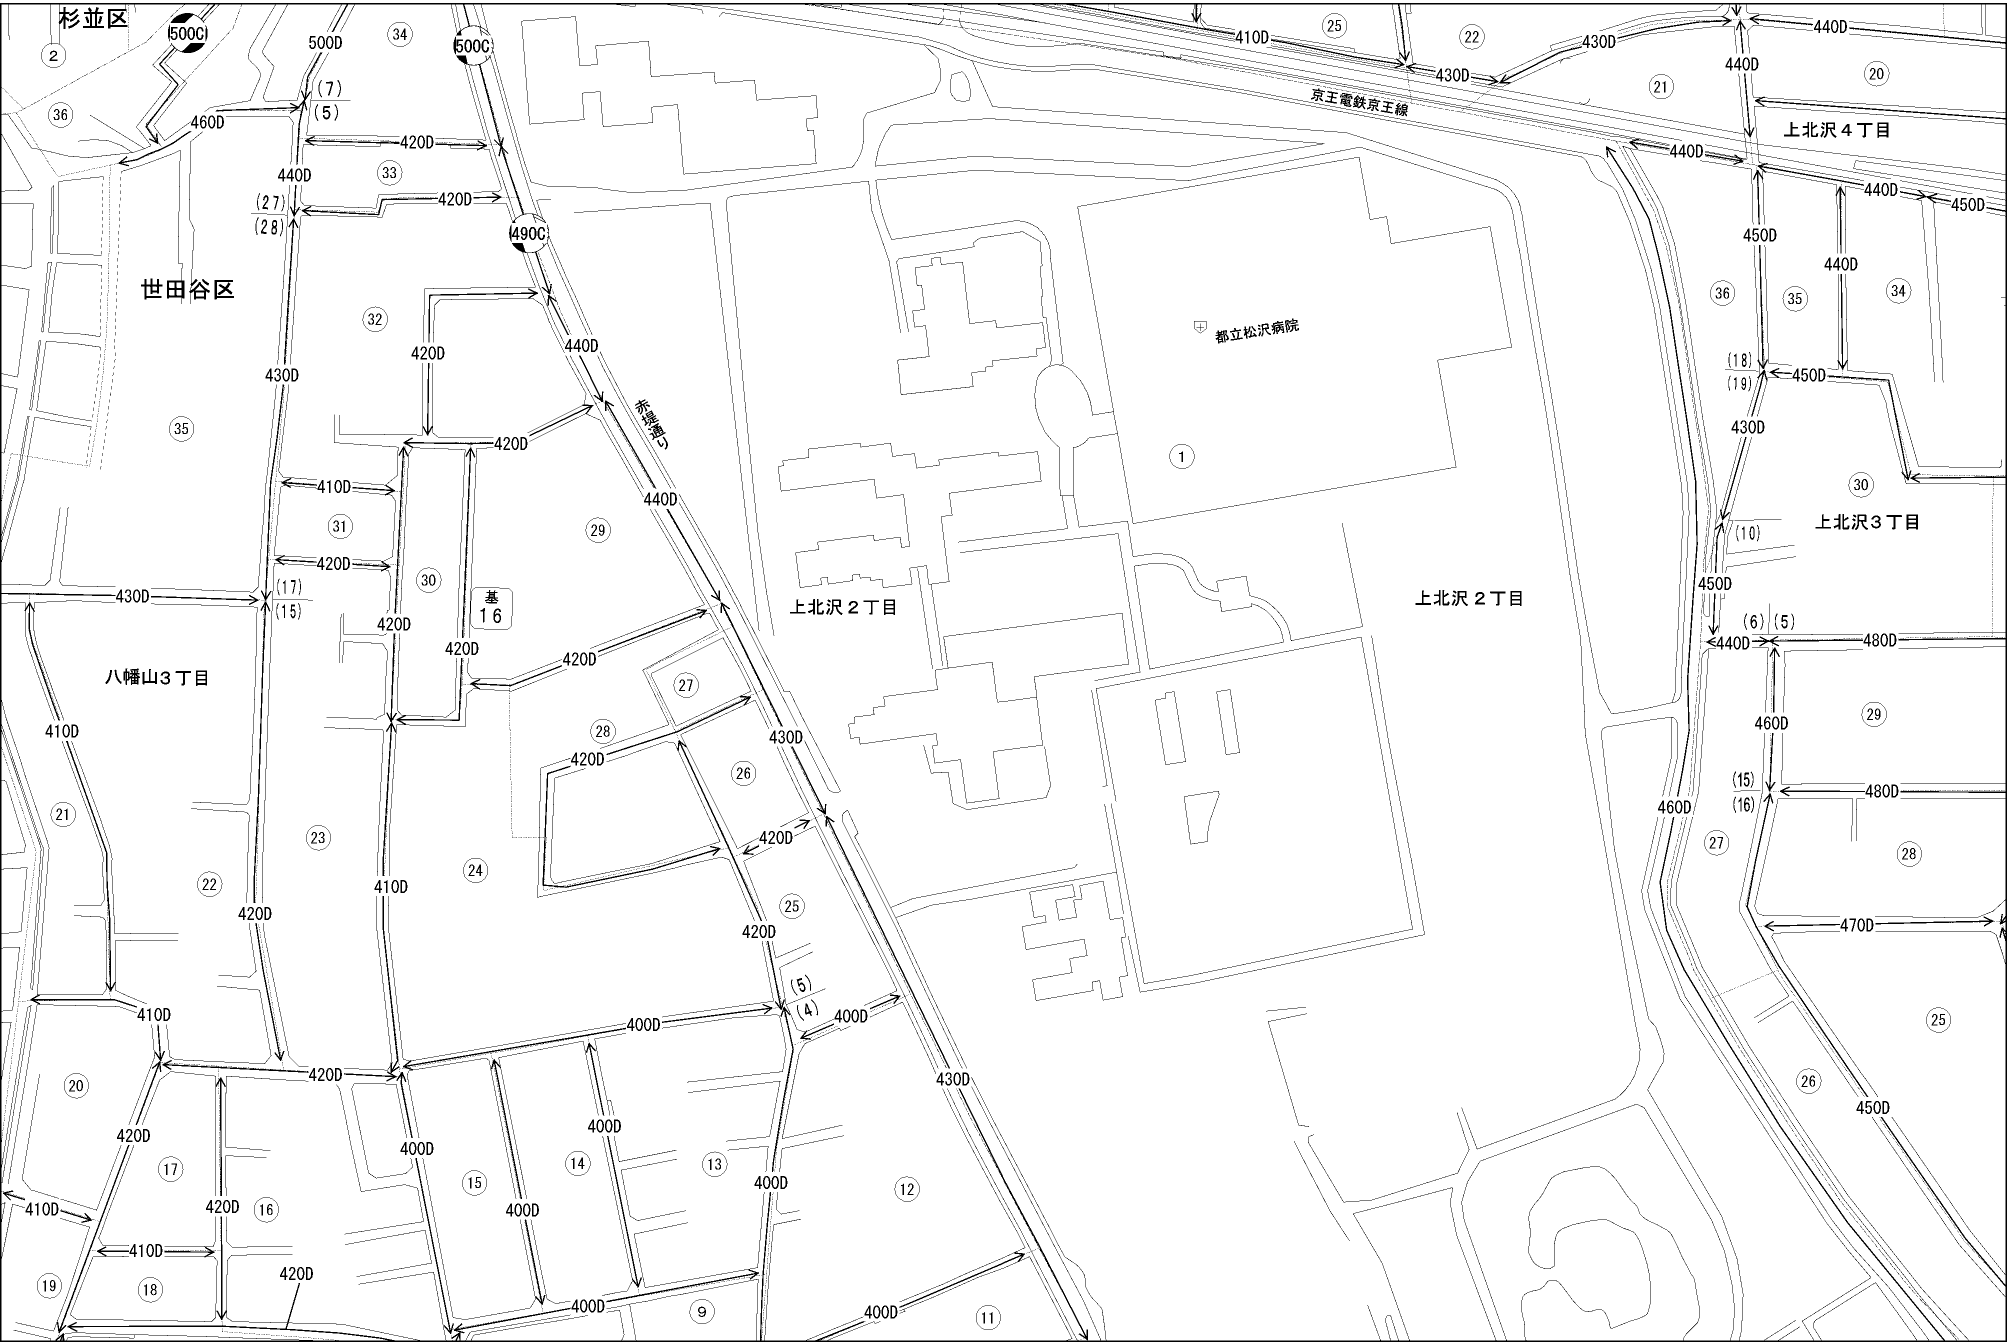 杉並区
500C
500D
34
500C
25
410D
22
430D
430D
440D
440D
20
2
36
460D
(7)
(5)
420D
33
440D
420D
(27)
(28)
490C
京王電鉄京王線
21
上北沢4丁目
440D
440D
450D
世田谷区
32
420D
440D
430D
35
赤堤通り
都立松沢病院
1
450D
440D
36
35
34
(18)
(19)
450D
430D
30
上北沢3丁目
(10)
420D
410D
440D
31
29
420D
30
基
16
430D
(17)
(15)
420D
420D
420D
上北沢2丁目
上北沢2丁目
450D
(6)
(5)
440D
480D
八幡山3丁目
410D
27
28
420D
430D
26
420D
29
460D
(15)
(16)
480D
460D
27
28
21
23
24
22
410D
420D
25
420D
470D
(5)
(4)
400D
400D
410D
25
20
420D
430D
26
450D
420D
400D
400D
17
15
14
13
400D
12
410D
420D
16
400D
410D
19
18
420D
400D
9
400D
11